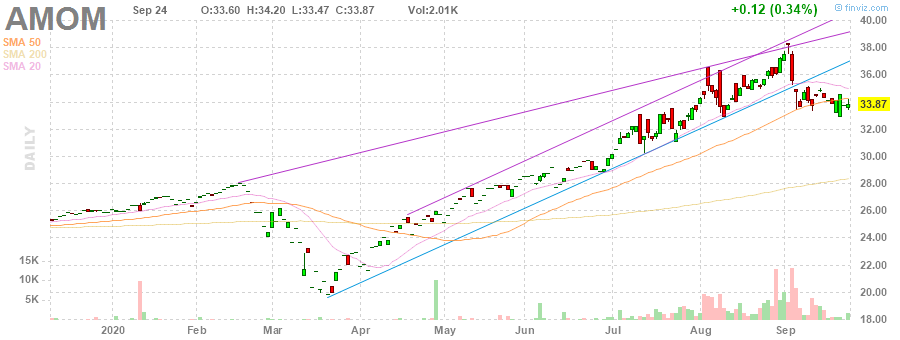 AMOM Sep 24 O:33.60 H:34.20 L:33.47 C:33.87 Vol:2.01K +0.12 (0.34%)
© finviz.com
SMA 50
SMA 200
SMA 20
DAILY
40.00
38.00
36.00
33.87
32.00
30.00
28.00
26.00
24.00
22.00
20.00
18.00
15K
10K
5K
2020 Feb Mar Apr May Jun Jul Aug Sep